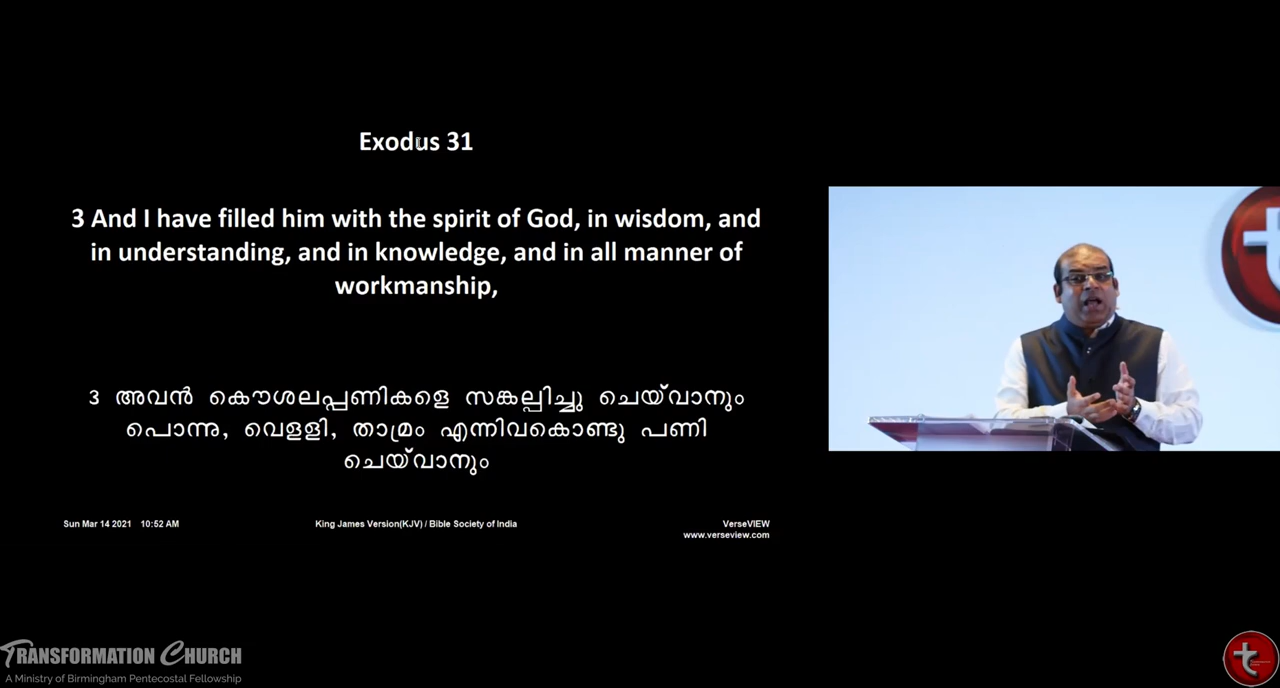 Exodus 31
3 And I have filled him with the spirit of God, in wisdom, and
in understanding, and in knowledge, and in all manner of
workmanship,
3 അവൻ കൌശലപ്പണികളെ സങ്കല്പിച്ചു ചെയ്‌വാനും
പൊന്നു, വെളളി, താമ്രം എന്നിവകൊണ്ടു പണി
ചെയ്‌വാനും
Sun Mar 14 2021 10:52 AM
King James Version(KJV) / Bible Society of India
VerseVIEW
www.verseview.com
TRANSFORMATION CHURCH
A Ministry of Birmingham Pentecostal Fellowship